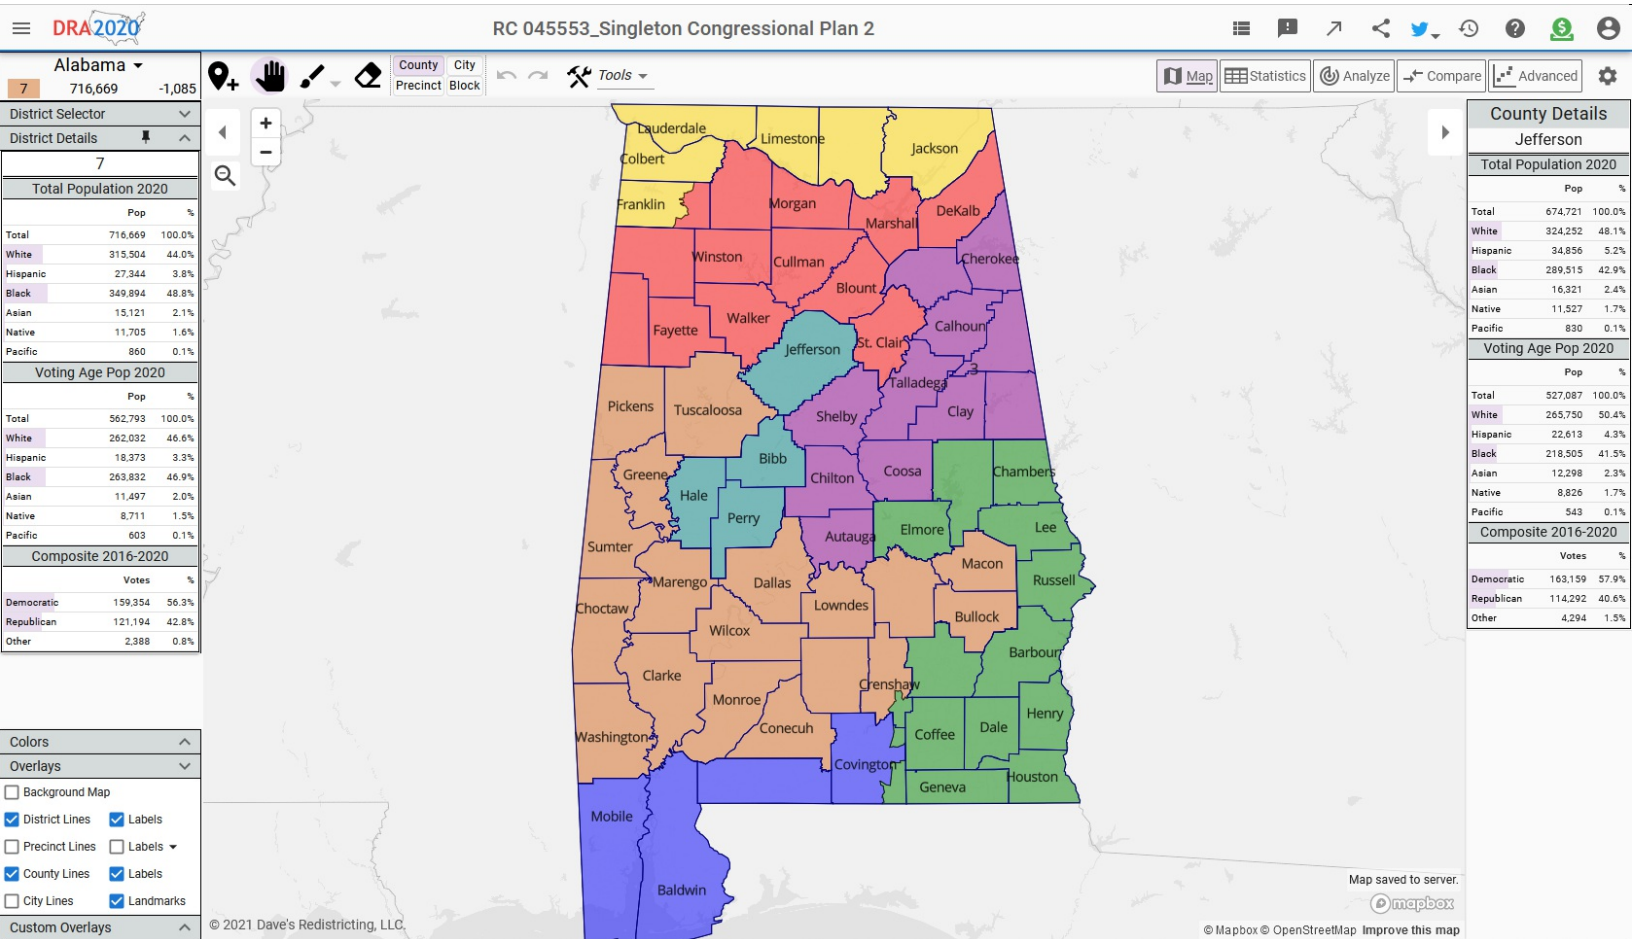 DRA2020
RC 045553_Singleton Congressional Plan 2
Alabama
7 716,669 -1,085
County City
Precinct Block
Tools
Map Statistics Analyze Compare Advanced
District Selector
District Details
7
Total Population 2020
Pop %
Total 716,669 100.0%
White 315,504 44.0%
Hispanic 27,344 3.8%
Black 349,894 48.8%
Asian 15,121 2.1%
Native 11,705 1.6%
Pacific 860 0.1%
Voting Age Pop 2020
Pop %
Total 562,793 100.0%
White 262,032 46.6%
Hispanic 18,373 3.3%
Black 263,832 46.9%
Asian 11,497 2.0%
Native 8,711 1.5%
Pacific 603 0.1%
Composite 2016-2020
Votes %
Democratic 159,354 56.3%
Republican 121,194 42.8%
Other 2,388 0.8%
Colors
Overlays
Background Map
District Lines Labels
Precinct Lines Labels
County Lines Labels
City Lines Landmarks
Custom Overlays
+
−
Lauderdale
Limestone
Jackson
Colbert
Franklin
Morgan
Marshall
DeKalb
Winston
Cullman
Cherokee
Blount
Fayette
Walker
Calhoun
Jefferson
St. Clair
3
Talladega
Pickens
Tuscaloosa
Shelby
Clay
Bibb
Greene
Chilton
Coosa
Chambers
Hale
Perry
Autauga
Elmore
Lee
Sumter
Macon
Marengo
Dallas
Russell
Choctaw
Lowndes
Bullock
Wilcox
Barbour
Clarke
Crenshaw
Monroe
Conecuh
Henry
Washington
Coffee
Dale
Covington
Geneva
Houston
Mobile
Baldwin
© 2021 Dave's Redistricting, LLC.
Map saved to server.
mapbox
© Mapbox © OpenStreetMap Improve this map
County Details
Jefferson
Total Population 2020
Pop %
Total 674,721 100.0%
White 324,252 48.1%
Hispanic 34,856 5.2%
Black 289,515 42.9%
Asian 16,321 2.4%
Native 11,527 1.7%
Pacific 830 0.1%
Voting Age Pop 2020
Pop %
Total 527,087 100.0%
White 265,750 50.4%
Hispanic 22,613 4.3%
Black 218,505 41.5%
Asian 12,298 2.3%
Native 8,826 1.7%
Pacific 543 0.1%
Composite 2016-2020
Votes %
Democratic 163,159 57.9%
Republican 114,292 40.6%
Other 4,294 1.5%